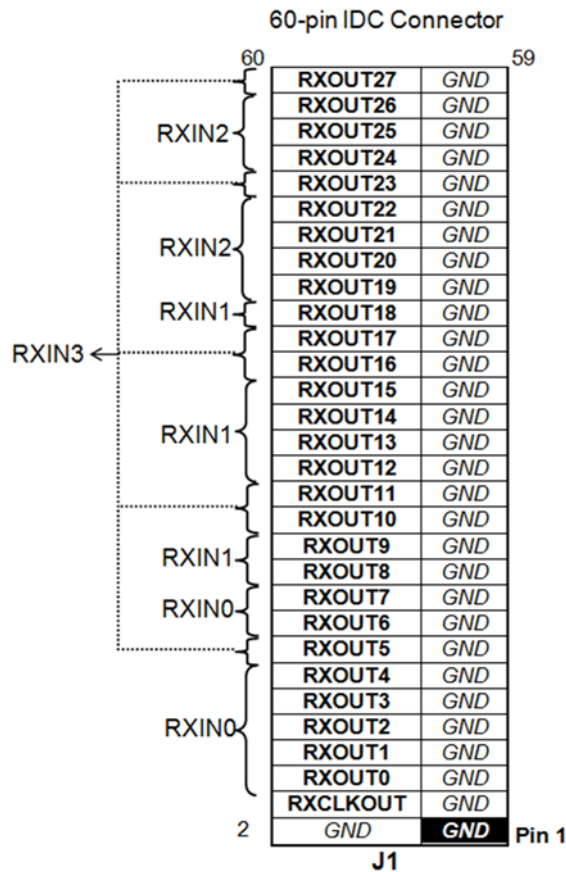 60-pin IDC Connector
60 59
RXOUT27 GND
RXOUT26 GND
RXIN2 RXOUT25 GND
RXOUT24 GND
RXOUT23 GND
RXOUT22 GND
RXOUT21 GND
RXIN2 RXOUT20 GND
RXOUT19 GND
RXIN1 RXOUT18 GND
RXOUT17 GND
RXIN3 RXOUT16 GND
RXOUT15 GND
RXOUT14 GND
RXIN1 RXOUT13 GND
RXOUT12 GND
RXOUT11 GND
RXOUT10 GND
RXIN1 RXOUT9 GND
RXOUT8 GND
RXIN0 RXOUT7 GND
RXOUT6 GND
RXOUT5 GND
RXOUT4 GND
RXOUT3 GND
RXIN0 RXOUT2 GND
RXOUT1 GND
RXOUT0 GND
RXCLKOUT GND
2 GND GND Pin 1
J1